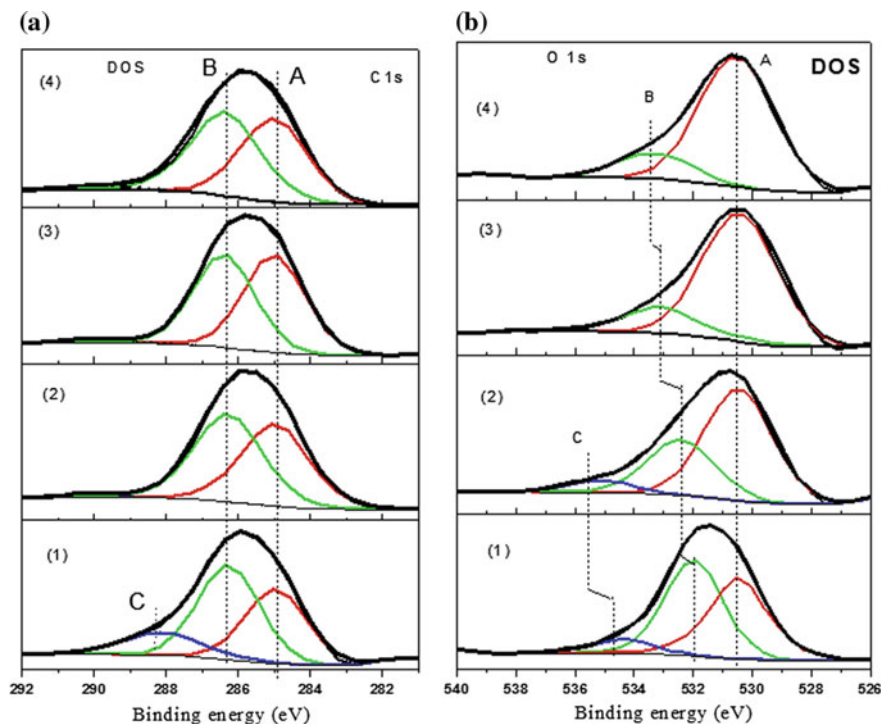 (a)
(4)
DOS
B
A
C 1s
(3)
(2)
(1)
C
292 290 288 286 284 282
Binding energy (eV)
(b)
O 1s
A
DOS
B
(4)
(3)
(2)
C
(1)
540 538 536 534 532 530 528 526
Binding energy (eV)